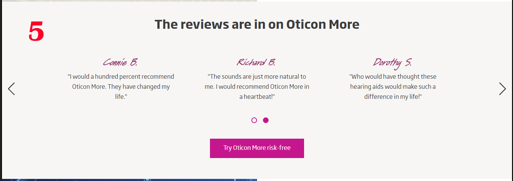 5
The reviews are in on Oticon More
Connie B.
"I would a hundred percent recommend
Oticon More. They have changed my
life."
Richard B.
"The sounds are just more natural to
me. I would recommend Oticon More in
a heartbeat!"
Dorothy S.
"Who would have thought these
hearing aids would make such a
difference in my life!"
Try Oticon More risk-free